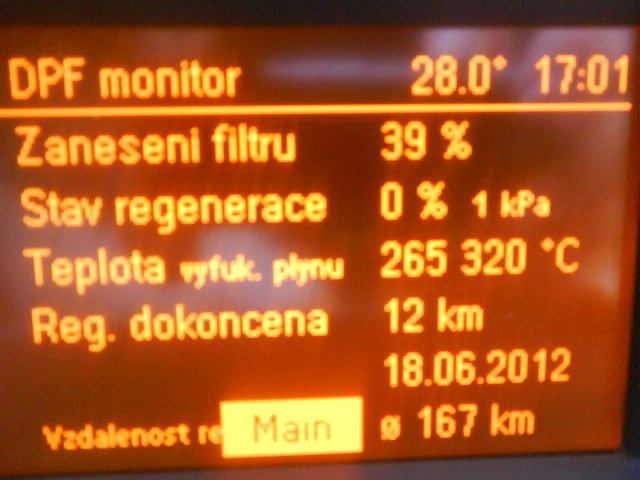 DPF monitor 28.0° 17:01
Zaneseni filtru 39 %
Stav regenerace 0 % 1 kPa
Teplota vyfuk. plynu 265 320 °C
Reg. dokoncena 12 km
18.06.2012
Vzdalenost re Main ø 167 km